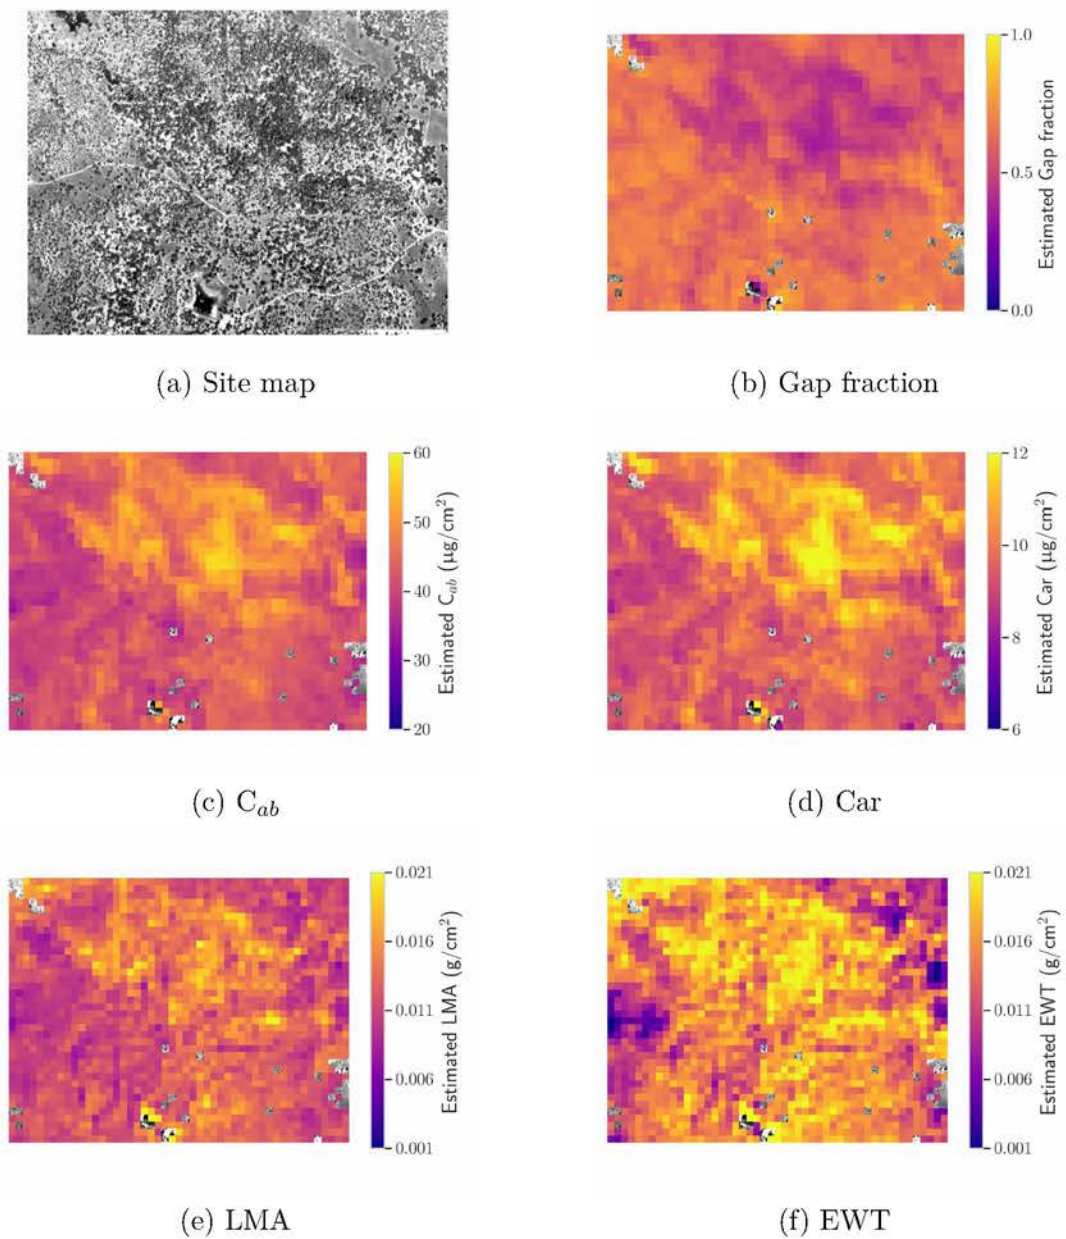 1.0
0.5
0.0
Estimated Gap fraction
(a) Site map
(b) Gap fraction
60
50
40
30
20
Estimated C_ab (µg/cm²)
12
10
8
6
Estimated Car (µg/cm²)
(c) C_ab
(d) Car
0.021
0.016
0.011
0.006
0.001
Estimated LMA (g/cm²)
0.021
0.016
0.011
0.006
0.001
Estimated EWT (g/cm²)
(e) LMA
(f) EWT